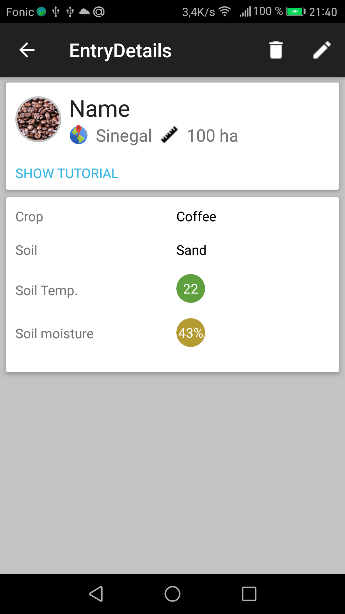 Fonic 3,4K/s 100 % 21:40
EntryDetails
Name
Sinegal 100 ha
SHOW TUTORIAL
Crop Coffee
Soil Sand
Soil Temp. 22
Soil moisture 43%